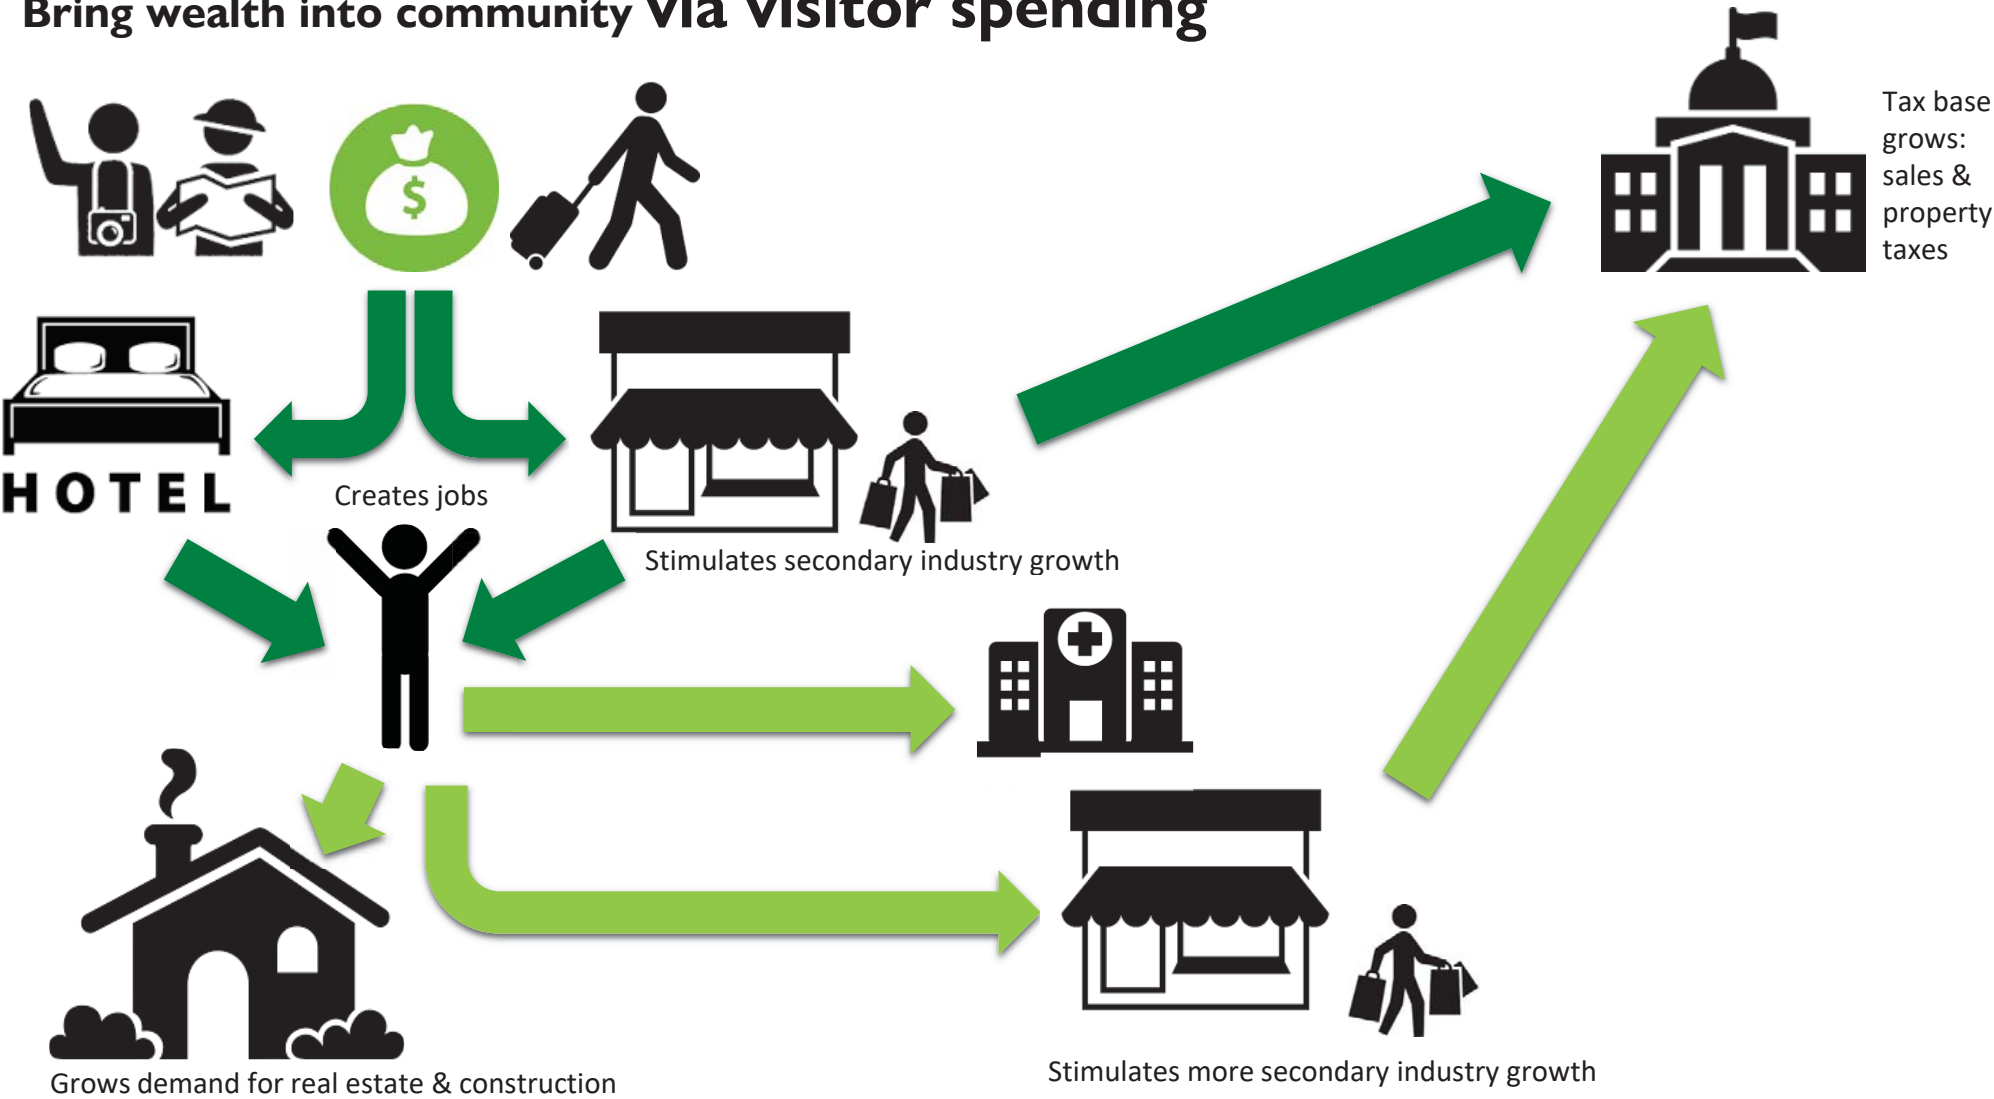 Bring wealth into community via visitor spending
Tax base
grows:
sales &
property
taxes
$
HOTEL
Creates jobs
Stimulates secondary industry growth
Grows demand for real estate & construction
Stimulates more secondary industry growth